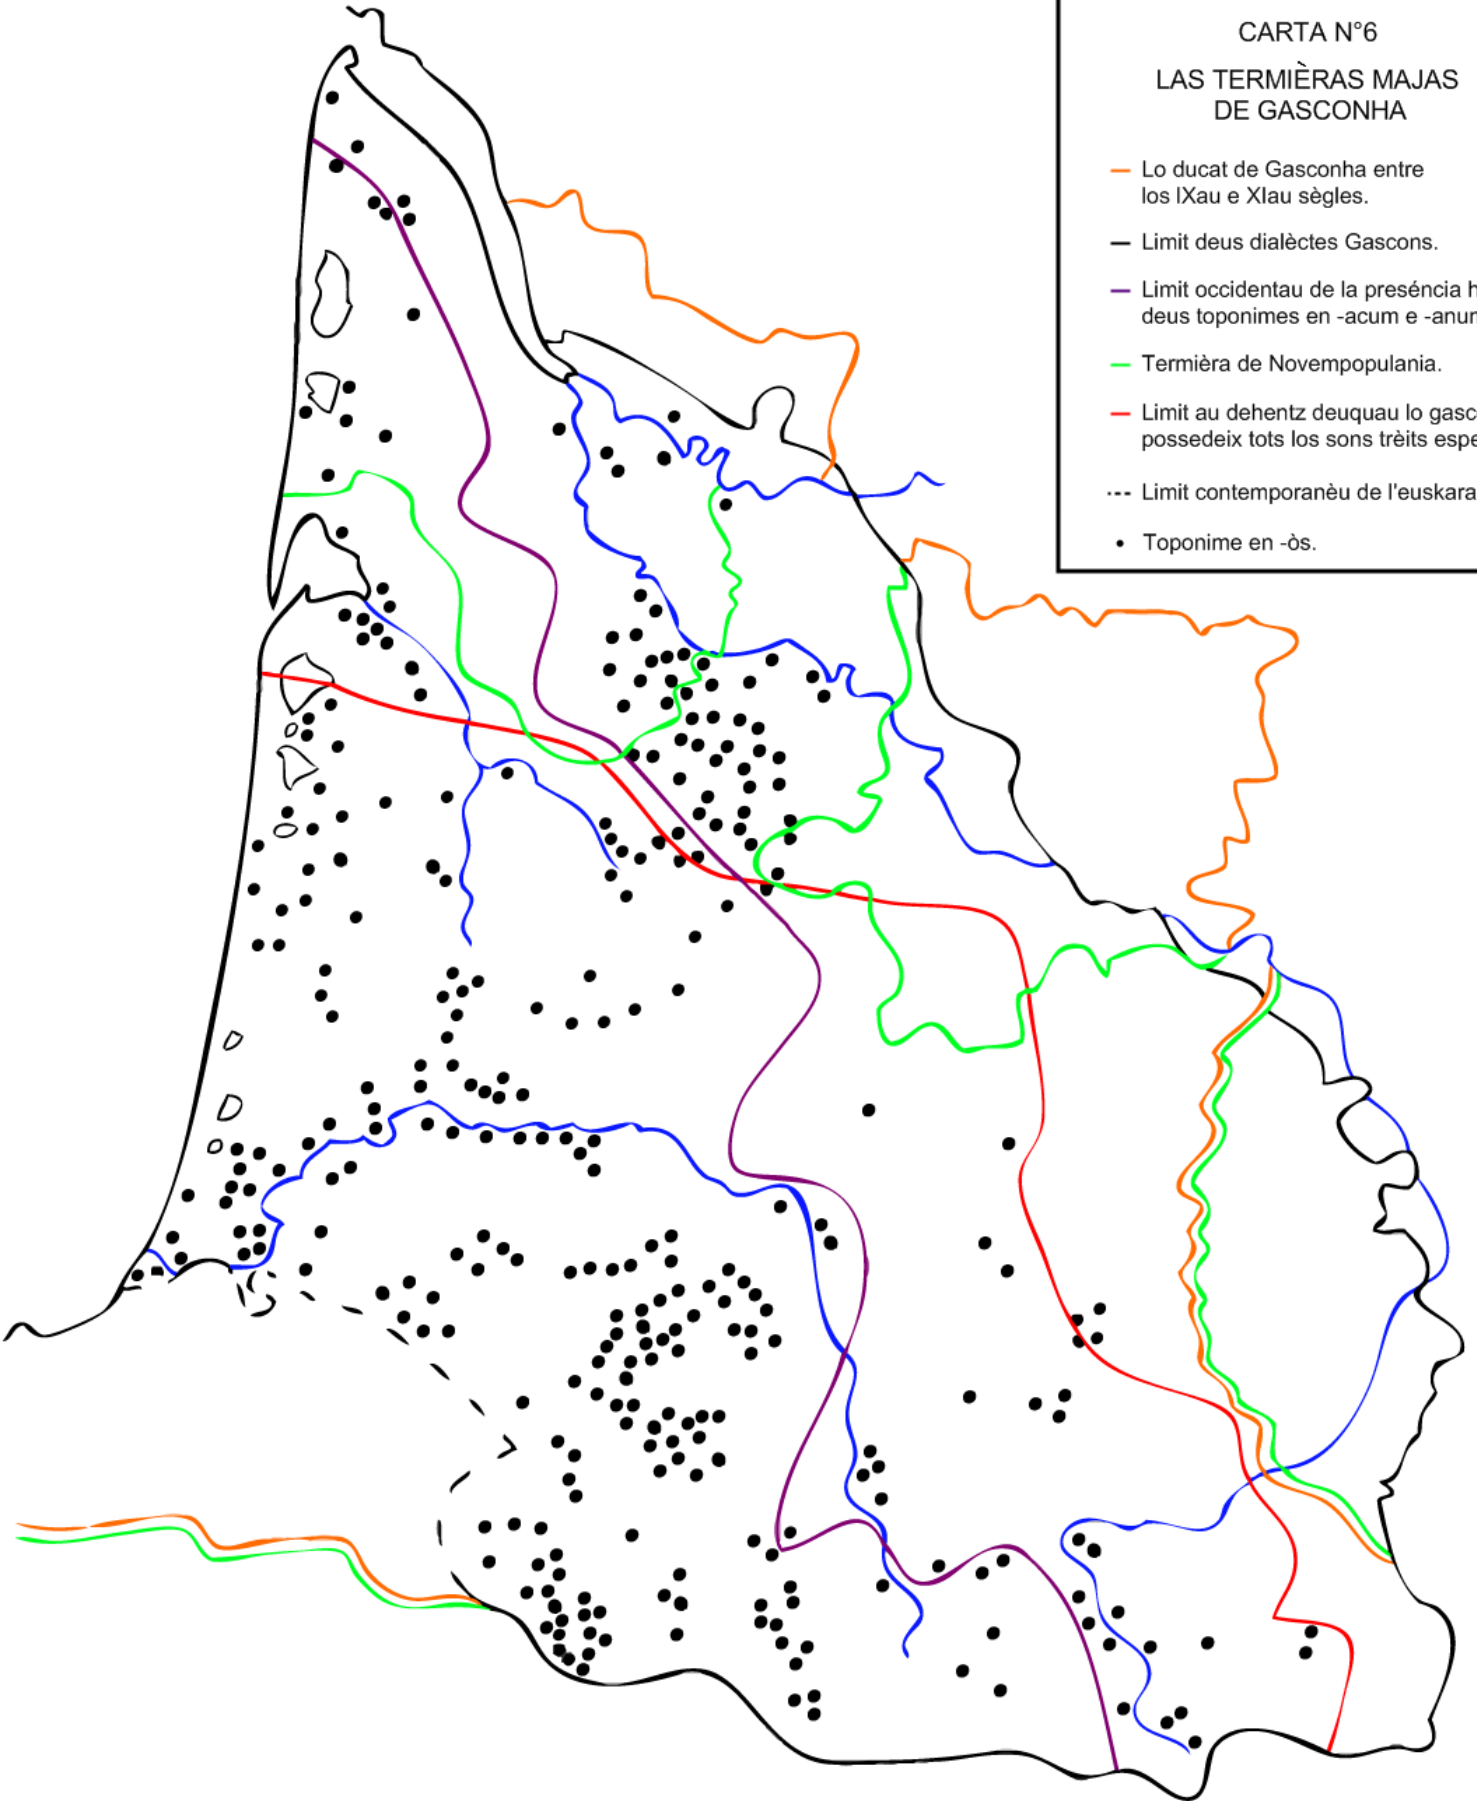 CARTA N°6
LAS TERMIÈRAS MAJAS
DE GASCONHA
Lo ducat de Gasconha entre
los IXau e XIau sègles.
Limit deus dialèctes Gascons.
Limit occidentau de la preséncia
deus toponimes en -acum e
Termièra de Novempopulania.
Limit au dehentz deuquau lo
possedeix tots los sons trèits
Limit contemporanèu de l'euskara
Toponime en -òs.